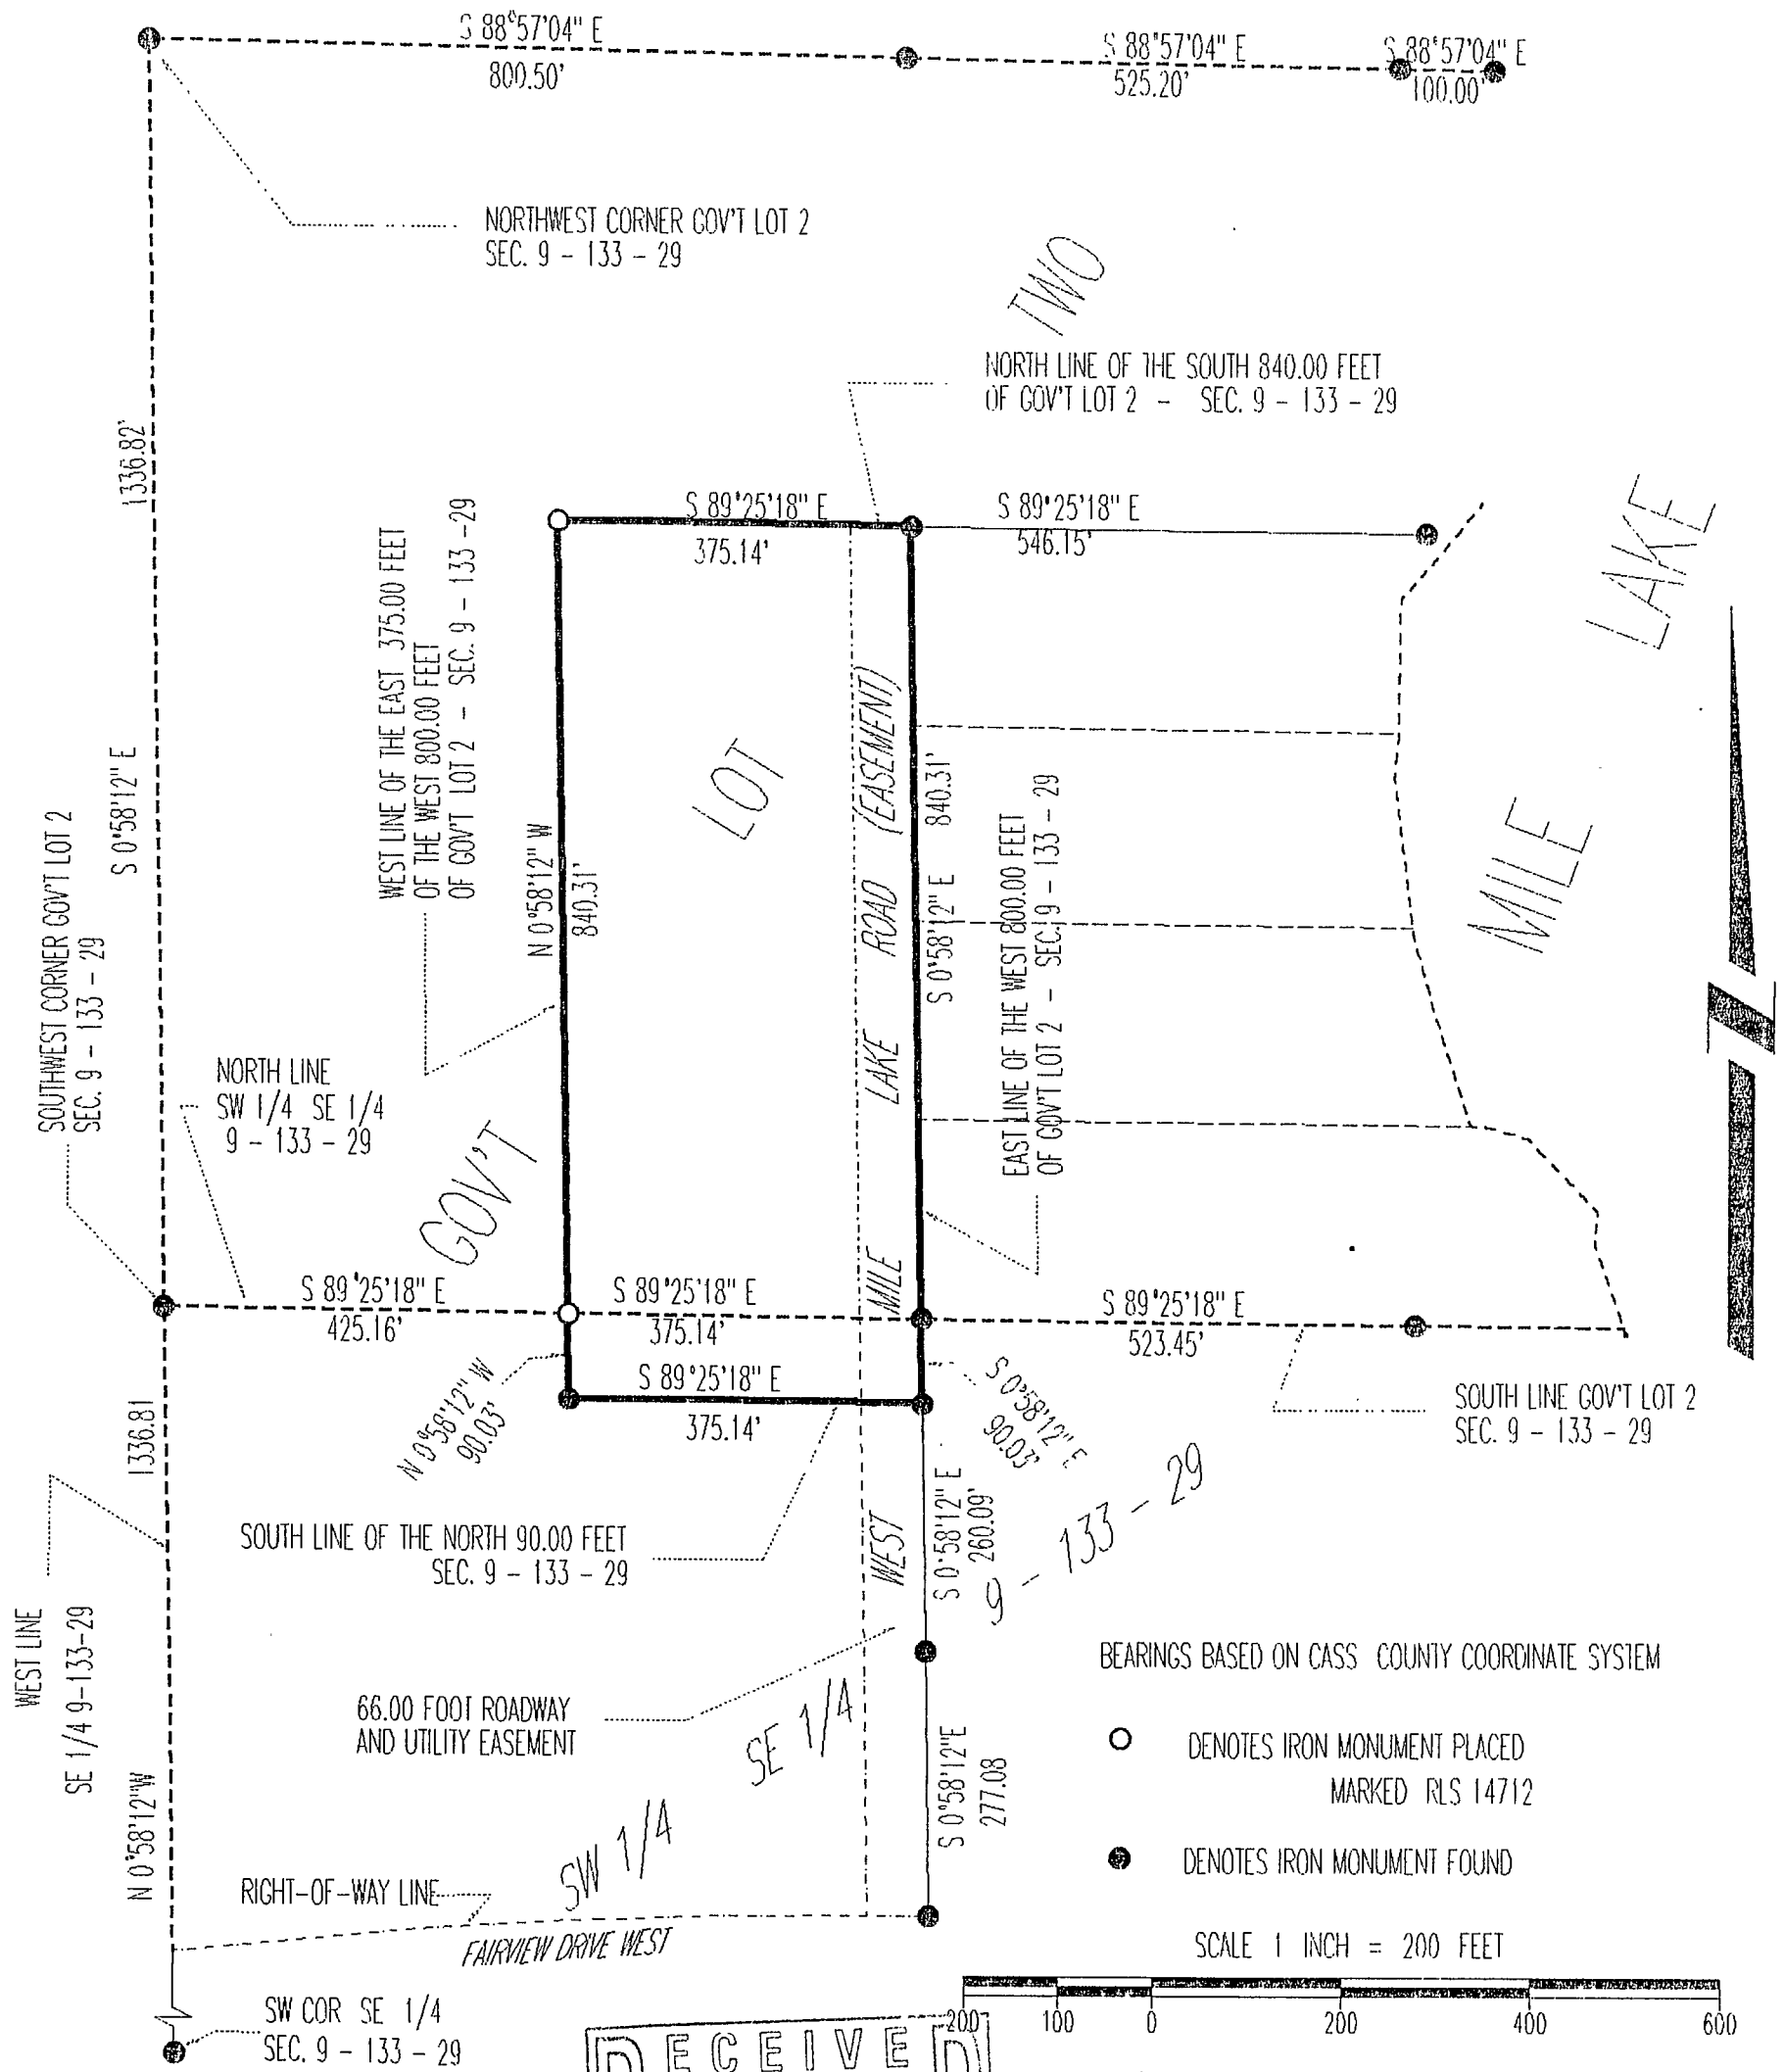 S 88°57'04" E
800.50'
S 88°57'04" E
525.20'
S 88°57'04" E
100.00'
NORTHWEST CORNER GOV'T LOT 2
SEC. 9 - 133 - 29
TWO
NORTH LINE OF THE SOUTH 840.00 FEET
OF GOV'T LOT 2 - SEC. 9 - 133 - 29
1336.82'
S 0°58'12" E
S 89°25'18" E
375.14'
S 89°25'18" E
546.15'
WEST LINE OF THE EAST 375.00 FEET
OF THE WEST 800.00 FEET
OF GOV'T LOT 2 - SEC. 9 - 133 -29
N 0°58'12" W
840.31'
LOT
MILE LAKE
840.31'
S 0°58'12" E
EAST LINE OF THE WEST 800.00 FEET
OF GOV'T LOT 2 - SEC. 9 - 133 - 29
WEST MILE LAKE ROAD (EASEMENT)
SOUTHWEST CORNER GOV'T LOT 2
SEC. 9 - 133 - 29
NORTH LINE
SW 1/4 SE 1/4
9 - 133 - 29
GOV'T
N
S 89°25'18" E
425.16'
S 89°25'18" E
375.14'
S 89°25'18" E
523.45'
N 0°58'12" W
90.03'
S 89°25'18" E
375.14'
S 0°58'12" E
90.03'
SOUTH LINE GOV'T LOT 2
SEC. 9 - 133 - 29
1336.81
N 0°58'12"W
WEST LINE
SE 1/4 9-133-29
SOUTH LINE OF THE NORTH 90.00 FEET
SEC. 9 - 133 - 29
S 0°58'12" E
260.09'
9 - 133 - 29
66.00 FOOT ROADWAY
AND UTILITY EASEMENT
SW 1/4 SE 1/4
S 0°58'12"E
277.08
BEARINGS BASED ON CASS COUNTY COORDINATE SYSTEM
DENOTES IRON MONUMENT PLACED
MARKED RLS 14712
DENOTES IRON MONUMENT FOUND
RIGHT-OF-WAY LINE
FAIRVIEW DRIVE WEST
SCALE 1 INCH = 200 FEET
200 100 0 200 400 600
SW COR SE 1/4
SEC. 9 - 133 - 29
RECEIVED